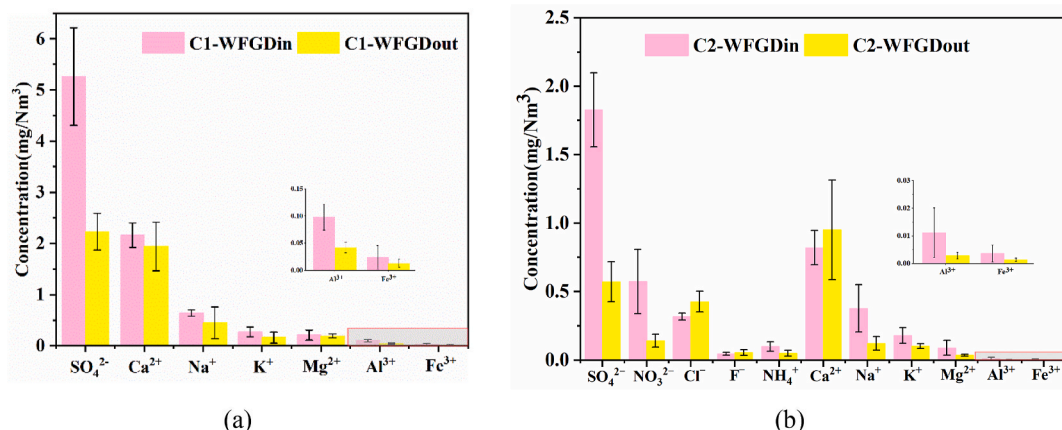 C1-WFGDin C1-WFGDout
Concentration(mg/Nm³)
6
5
4
3
2
1
0
0.15
0.10
0.05
0.00
Al³⁺ Fe³⁺
SO₄²⁻ Ca²⁺ Na⁺ K⁺ Mg²⁺ Al³⁺ Fe³⁺
(a)
C2-WFGDin C2-WFGDout
Concentration(mg/Nm³)
2.5
2.0
1.5
1.0
0.5
0.0
0.03
0.02
0.01
0.00
Al³⁺ Fe³⁺
SO₄²⁻ NO₃²⁻ Cl⁻ F⁻ NH₄⁺ Ca²⁺ Na⁺ K⁺ Mg²⁺ Al³⁺ Fe³⁺
(b)